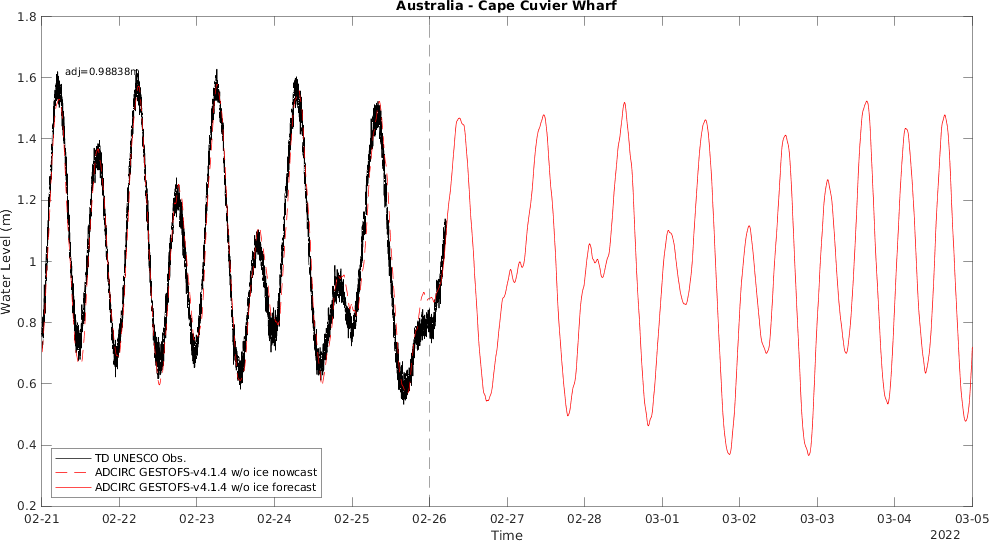 Australia - Cape Cuvier Wharf
1.8
1.6
1.4
1.2
1
0.8
0.6
0.4
0.2
Water Level (m)
adj=0.98838m
TD UNESCO Obs.
ADCIRC GESTOFS-v4.1.4 w/o ice nowcast
ADCIRC GESTOFS-v4.1.4 w/o ice forecast
02-21 02-22 02-23 02-24 02-25 02-26 02-27 02-28 03-01 03-02 03-03 03-04 03-05
Time
2022